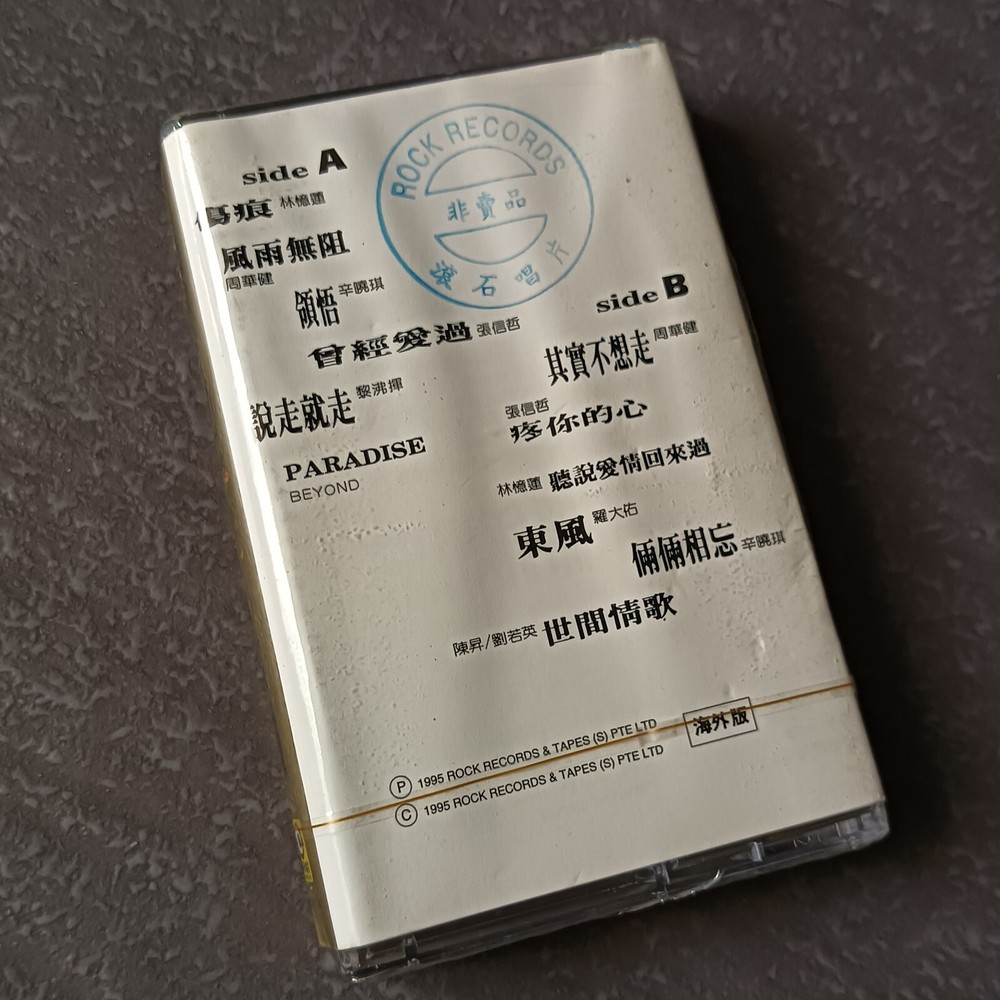 ROCK RECORDS
非賣品
滾石唱片
side A
傷痕 林憶蓮
風雨無阻
周華健
領悟 辛曉琪
曾經愛過 張信哲
說走就走 黎沸揮
PARADISE
BEYOND
side B
其實不想走 周華健
張信哲
疼你的心
林憶蓮 聽說愛情回來過
東風 羅大佑
倆倆相忘 辛曉琪
陳昇/劉若英 世間情歌
Ⓟ 1995 ROCK RECORDS & TAPES (S) PTE LTD
Ⓒ 1995 ROCK RECORDS & TAPES (S) PTE LTD
海外版